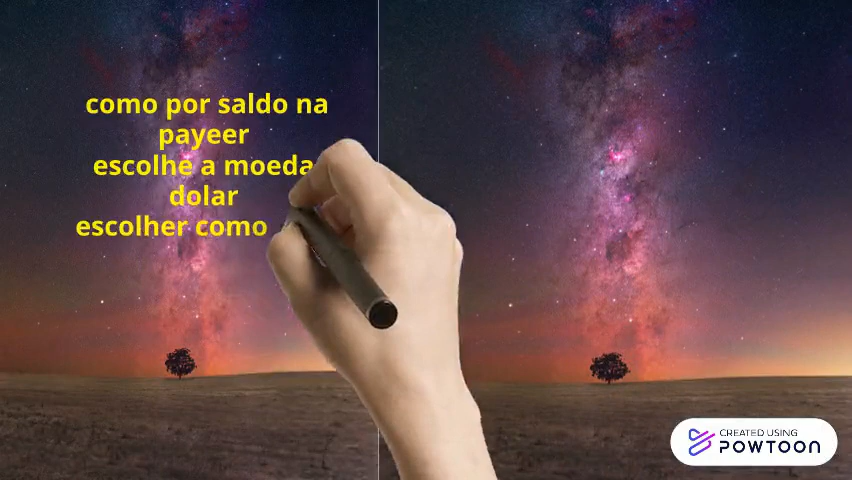 como por saldo na
payeer
escolhe a moeda
dolar
escolher como
CREATED USING
POWTOON